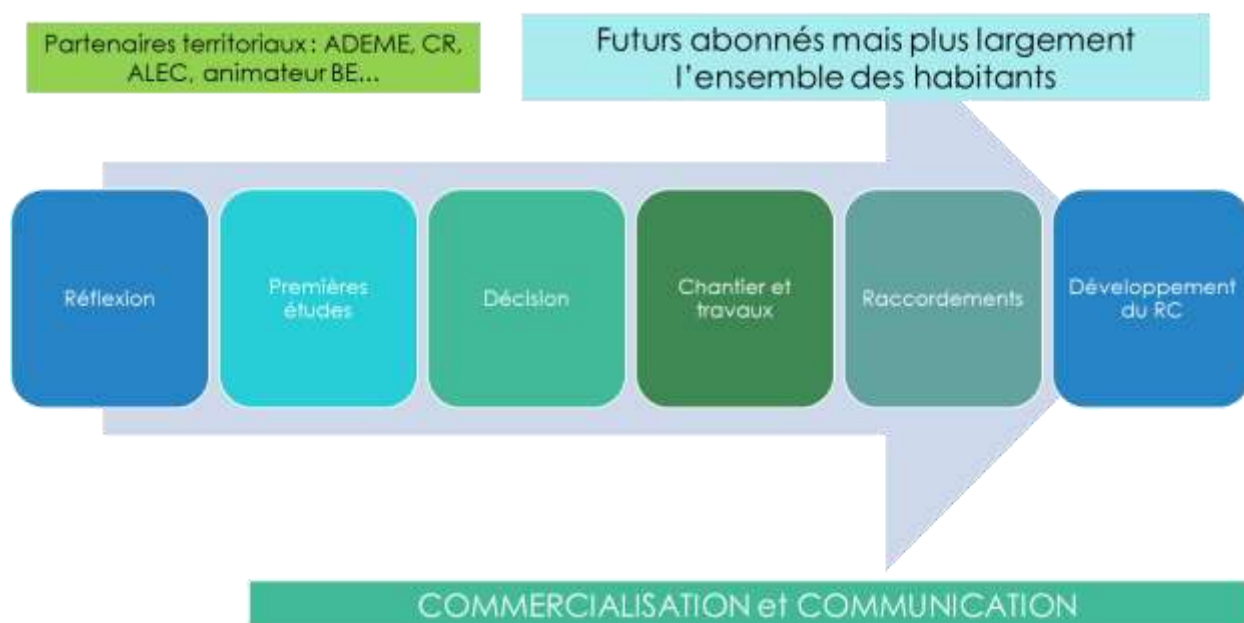 Partenaires territoriaux : ADEME, CR,
ALEC, animateur BE...
Futurs abonnés mais plus largement
l'ensemble des habitants
Réflexion
Premières
études
Décision
Chantier et
travaux
Raccordements
Développement
du RC
COMMERCIALISATION et COMMUNICATION